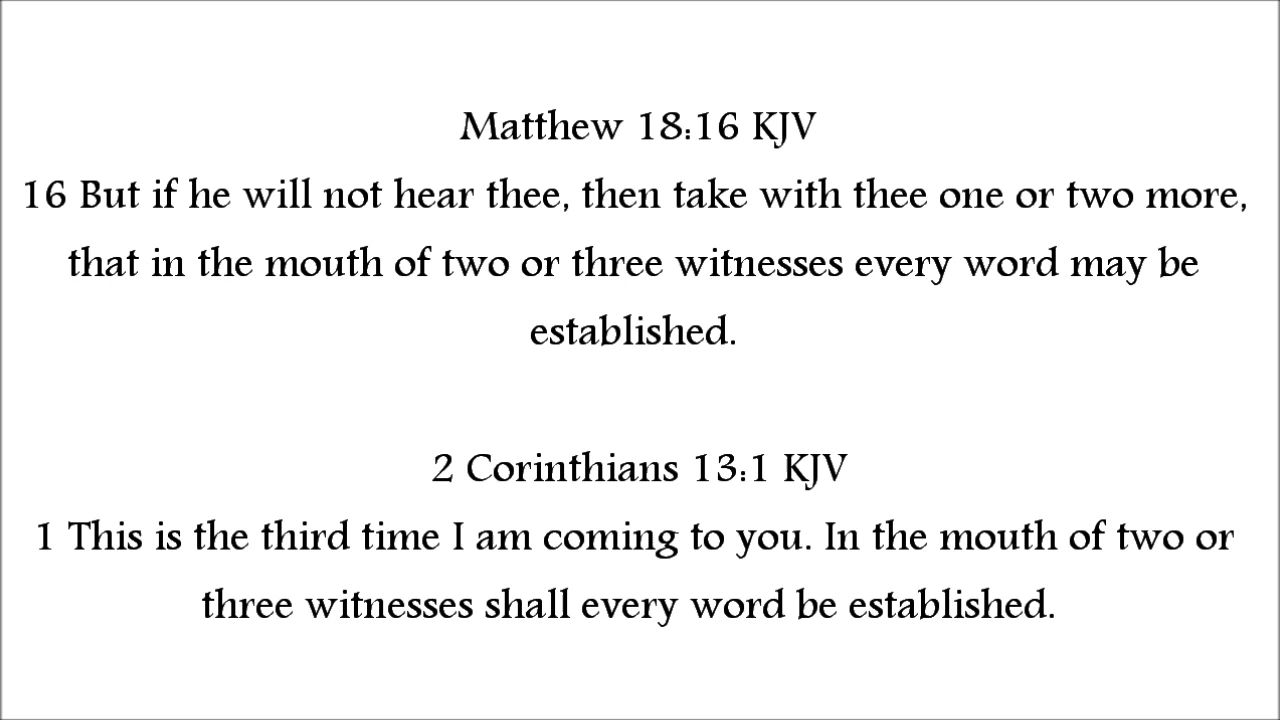 Matthew 18:16 KJV
16 But if he will not hear thee, then take with thee one or two more,
that in the mouth of two or three witnesses every word may be
established.
2 Corinthians 13:1 KJV
1 This is the third time I am coming to you. In the mouth of two or
three witnesses shall every word be established.